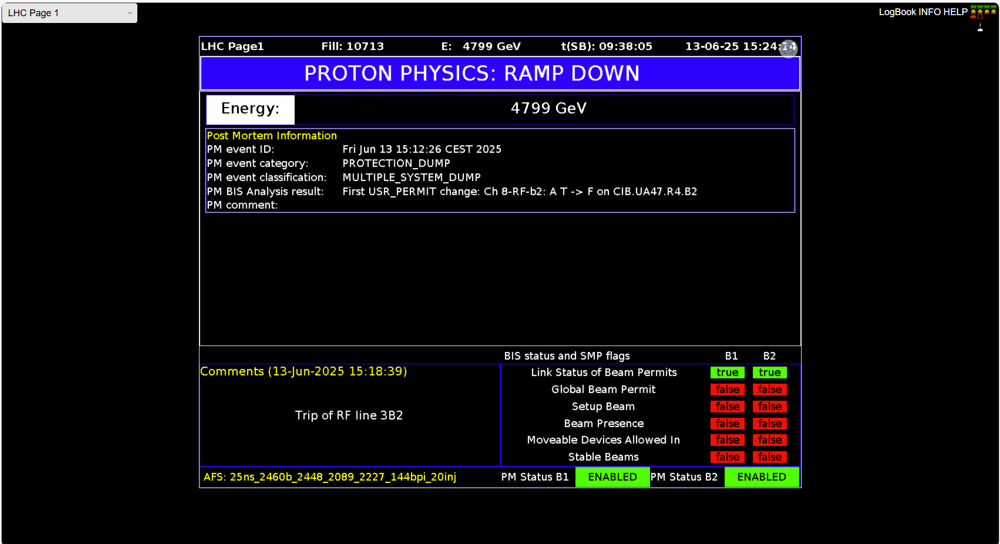 LHC Page 1
LogBook INFO HELP
LHC Page1 Fill: 10713 E: 4799 GeV t(SB): 09:38:05 13-06-25 15:24:14
PROTON PHYSICS: RAMP DOWN
Energy: 4799 GeV
Post Mortem Information
PM event ID: Fri Jun 13 15:12:26 CEST 2025
PM event category: PROTECTION_DUMP
PM event classification: MULTIPLE_SYSTEM_DUMP
PM BIS Analysis result: First USR_PERMIT change: Ch 8-RF-b2: A T -> F on CIB.UA47.R4.B2
PM comment:
BIS status and SMP flags B1 B2
Comments (13-Jun-2025 15:18:39)
Trip of RF line 3B2
Link Status of Beam Permits true true
Global Beam Permit false false
Setup Beam false false
Beam Presence false false
Moveable Devices Allowed In false false
Stable Beams false false
AFS: 25ns_2460b_2448_2089_2227_144bpi_20inj PM Status B1 ENABLED PM Status B2 ENABLED